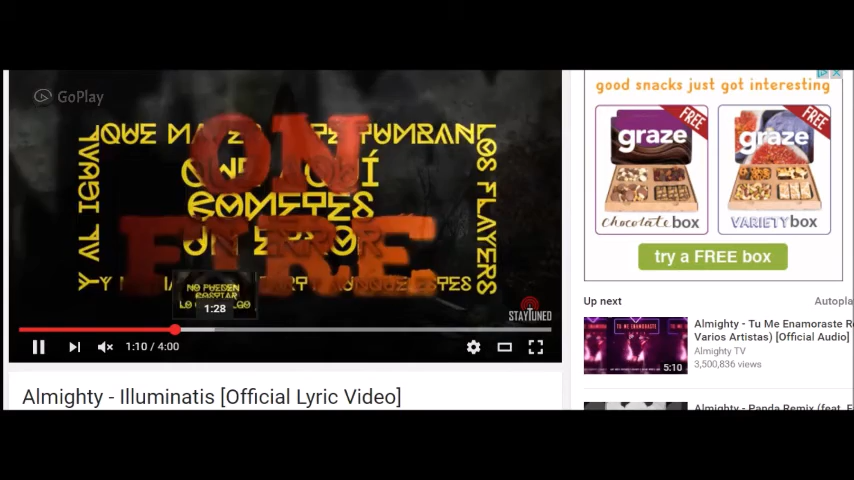 GoPlay
ON
FIRE
Y AL IGUAL
QUE
LOS PLAYERS
COMETES
UN ERROR
NO PUEDEN
1:28
STAYTUNED
1:10 / 4:00
Almighty - Illuminatis [Official Lyric Video]
good snacks just got interesting
FREE
graze
chocolate box
FREE
graze
VARIETY box
try a FREE box
Up next
Autopla
Almighty - Tu Me Enamoraste R
Varios Artistas) [Official Audio]
Almighty TV
3,500,836 views
TU ME ENAMORASTE
5:10
Almighty - Panda Remix (feat. F